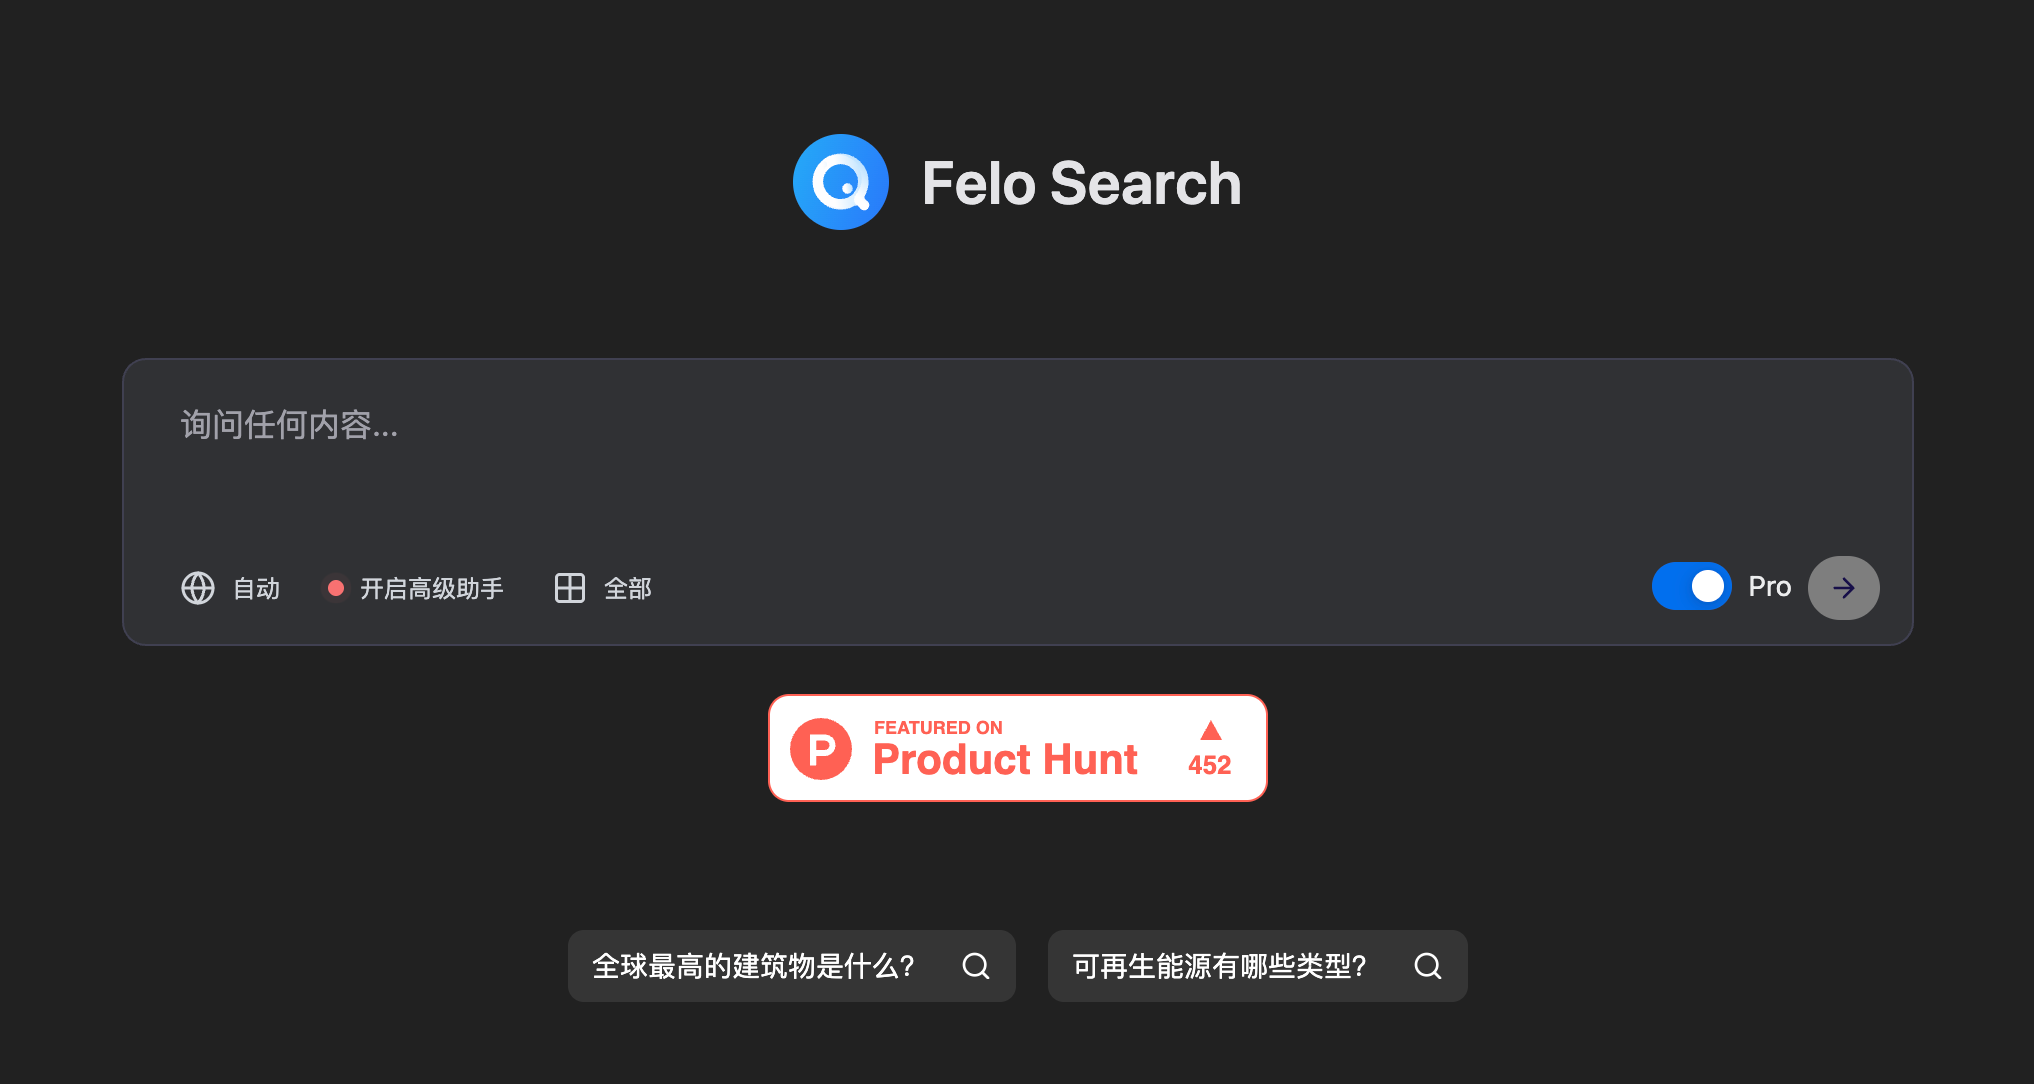 Felo Search
询问任何内容...
自动 开启高级助手 全部 Pro
FEATURED ON
Product Hunt
452
全球最高的建筑物是什么? 可再生能源有哪些类型?